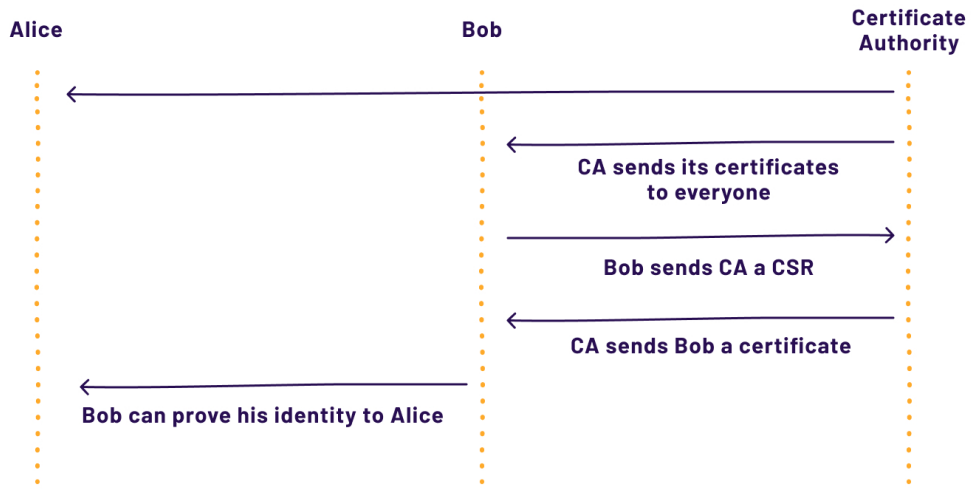 Alice
Bob
Certificate
Authority
CA sends its certificates
to everyone
Bob sends CA a CSR
CA sends Bob a certificate
Bob can prove his identity to Alice